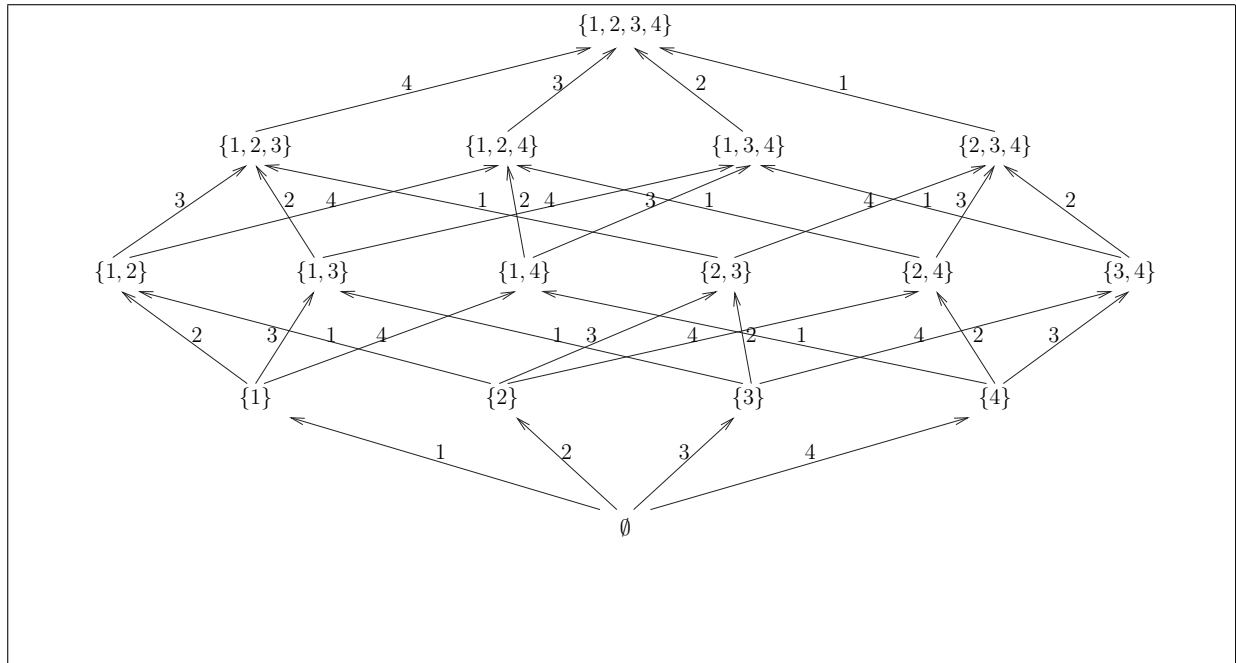 {1, 2, 3, 4}
4 3 2 1
{1, 2, 3} {1, 2, 4} {1, 3, 4} {2, 3, 4}
3 2 4 1 2 4 3 1 4 1 3 2
{1, 2} {1, 3} {1, 4} {2, 3} {2, 4} {3, 4}
2 3 1 4 1 3 4 2 1 4 2 3
{1} {2} {3} {4}
1 2 3 4
∅